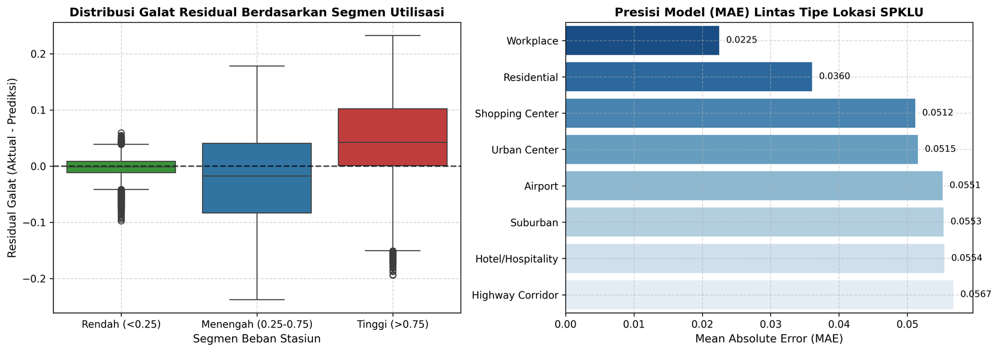 Distribusi Galat Residual Berdasarkan Segmen Utilisasi
Residual Galat (Aktual - Prediksi)
0.2
0.1
0.0
−0.1
−0.2
Rendah (<0.25)
Menengah (0.25-0.75)
Tinggi (>0.75)
Segmen Beban Stasiun
Presisi Model (MAE) Lintas Tipe Lokasi SPKLU
Workplace
0.0225
Residential
0.0360
Shopping Center
0.0512
Urban Center
0.0515
Airport
0.0551
Suburban
0.0553
Hotel/Hospitality
0.0554
Highway Corridor
0.0567
0.00
0.01
0.02
0.03
0.04
0.05
Mean Absolute Error (MAE)